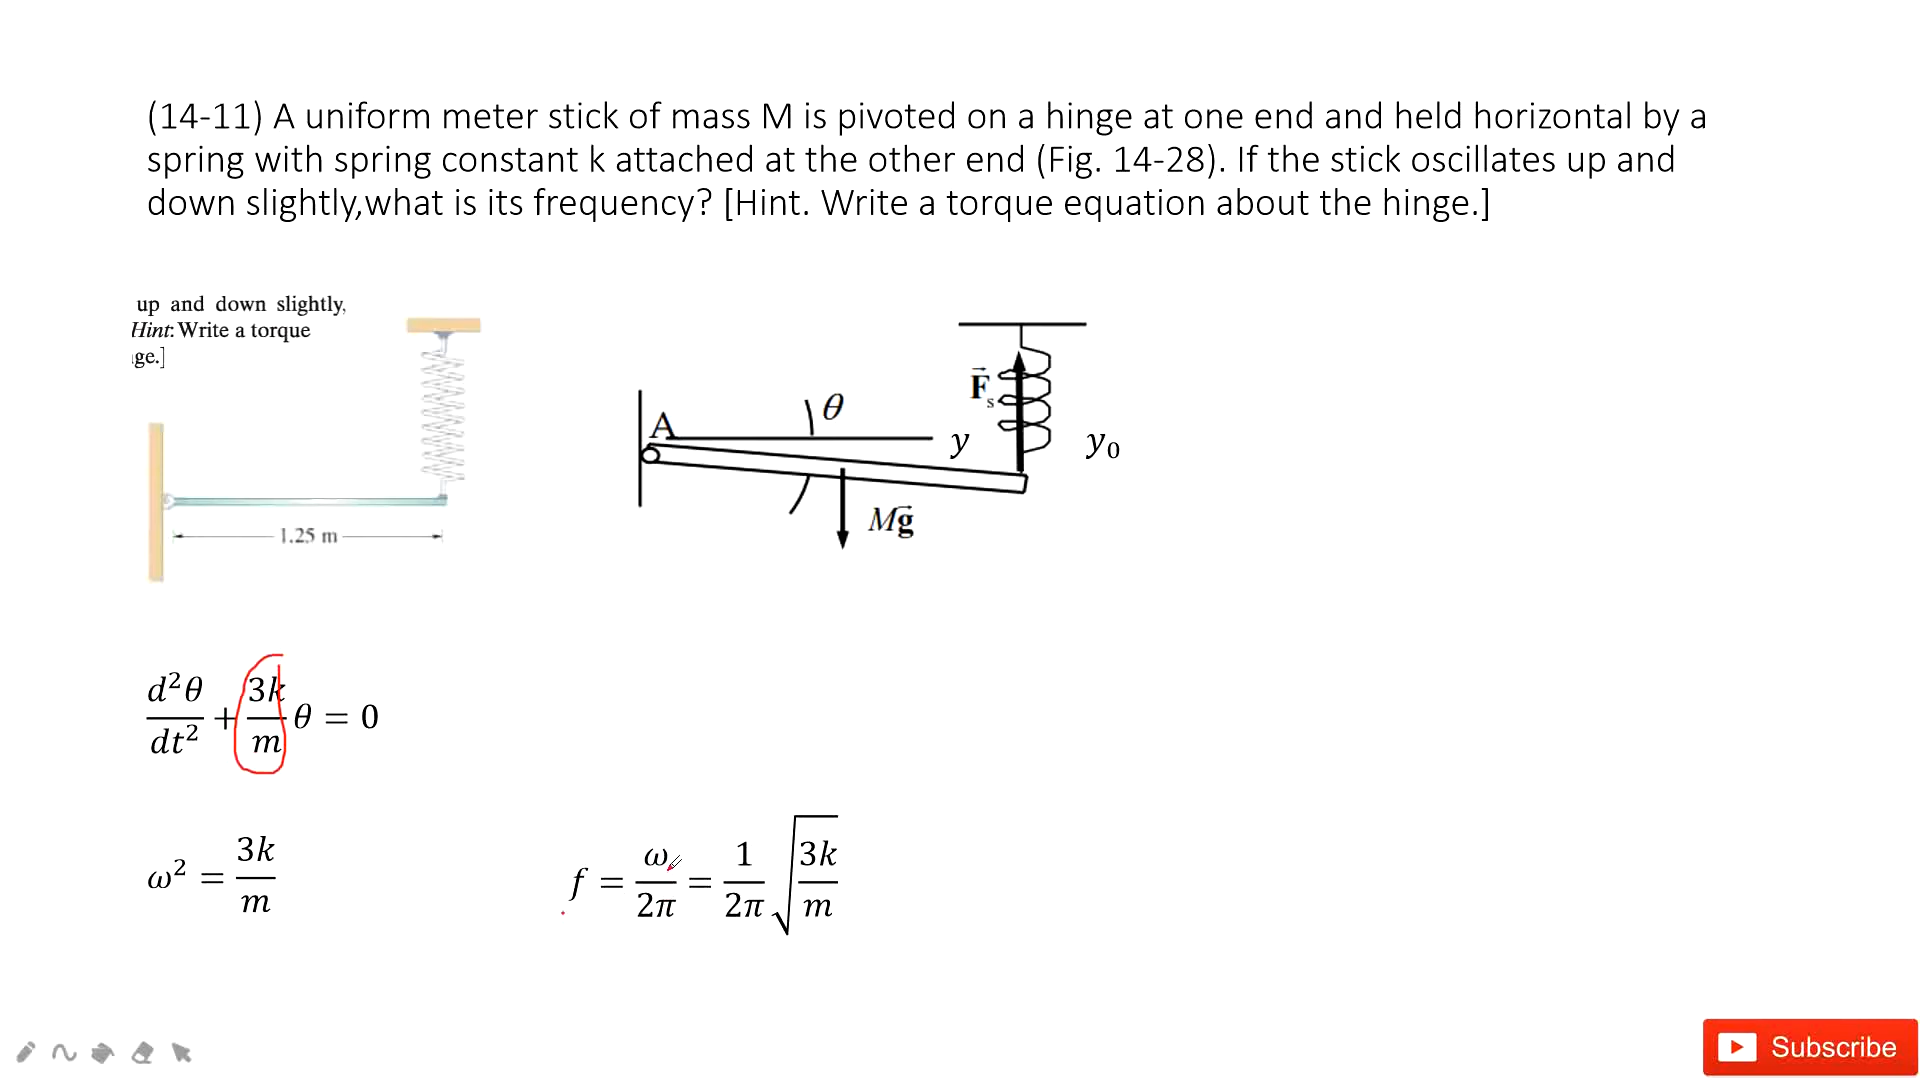 (14-11) A uniform meter stick of mass M is pivoted on a hinge at one end and held horizontal by a
spring with spring constant k attached at the other end (Fig. 14-28). If the stick oscillates up and
down slightly,what is its frequency? [Hint. Write a torque equation about the hinge.]
up and down slightly,
Hint: Write a torque
ge.]
1.25 m
A
θ
F⃗s
y
y₀
Mg⃗
d²θ/dt² + 3k/m θ = 0
ω² = 3k/m
f = ω/2π = 1/2π √(3k/m)
Subscribe